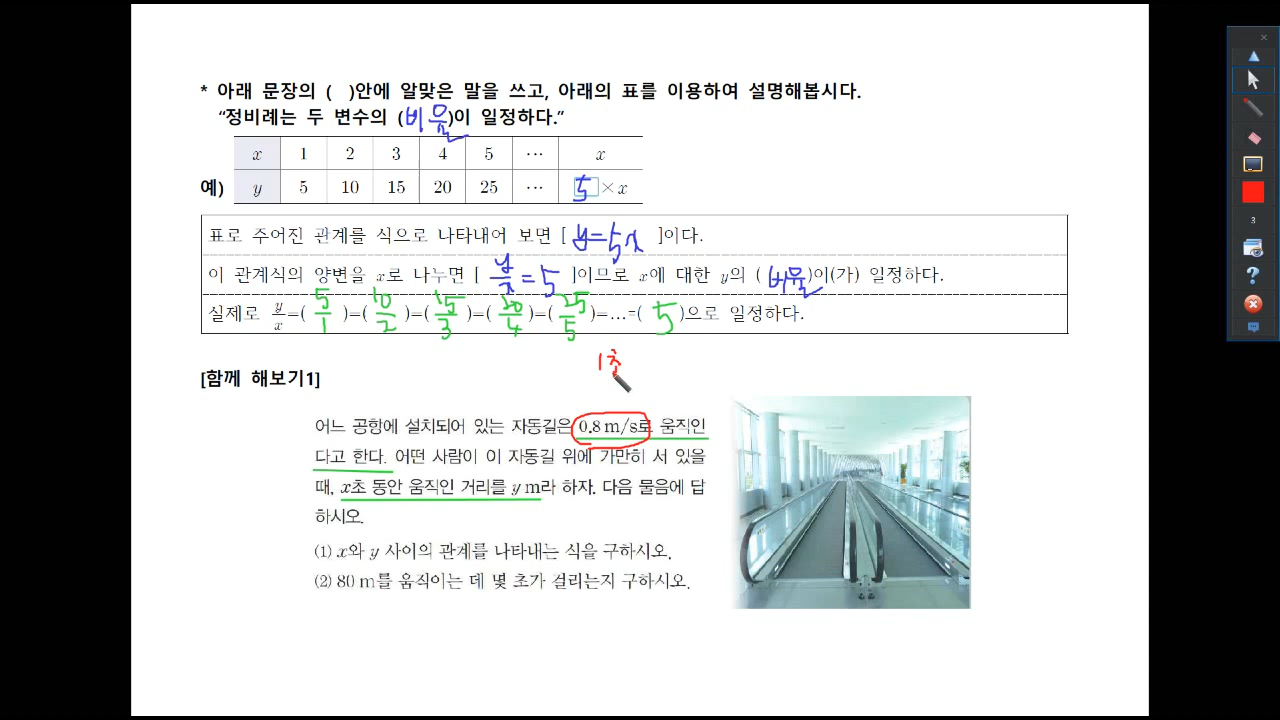 * 아래 문장의 ( )안에 알맞은 말을 쓰고, 아래의 표를 이용하여 설명해봅시다.
“정비례는 두 변수의 (비율)이 일정하다.”
x 1 2 3 4 5 ⋯ x
예) y 5 10 15 20 25 ⋯ 5 × x
표로 주어진 관계를 식으로 나타내어 보면 [ y=5x ]이다.
이 관계식의 양변을 x로 나누면 [ y/x=5 ]이므로 x에 대한 y의 ( 비율 )이(가) 일정하다.
실제로 y/x=( 5/1 )=( 10/2 )=( 15/3 )=( 20/4 )=( 25/5 )=…=( 5 )으로 일정하다.
1초
[함께 해보기1]
어느 공항에 설치되어 있는 자동길은 0.8 m/s로 움직인
다고 한다. 어떤 사람이 이 자동길 위에 가만히 서 있을
때, x초 동안 움직인 거리를 y m라 하자. 다음 물음에 답
하시오.
(1) x와 y 사이의 관계를 나타내는 식을 구하시오.
(2) 80 m를 움직이는 데 몇 초가 걸리는지 구하시오.
3